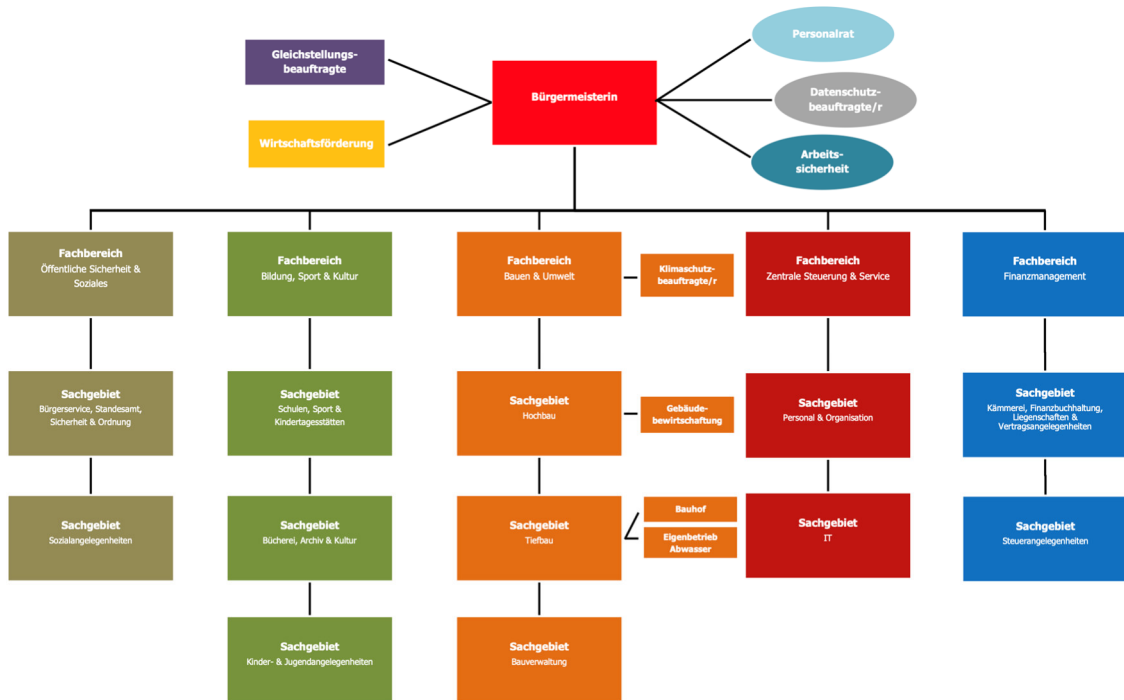 Gleichstellungs-
beauftragte
Wirtschaftsförderung
Bürgermeisterin
Personalrat
Datenschutz-
beauftragte/r
Arbeits-
sicherheit
Fachbereich
Öffentliche Sicherheit &
Soziales
Fachbereich
Bildung, Sport & Kultur
Fachbereich
Bauen & Umwelt
Klimaschutz-
beauftragte/r
Fachbereich
Zentrale Steuerung & Service
Fachbereich
Finanzmanagement
Sachgebiet
Bürgerservice, Standesamt,
Sicherheit & Ordnung
Sachgebiet
Schulen, Sport &
Kindertagesstätten
Sachgebiet
Hochbau
Gebäude-
bewirtschaftung
Sachgebiet
Personal & Organisation
Sachgebiet
Kämmerei, Finanzbuchhaltung,
Liegenschaften &
Vertragsangelegenheiten
Sachgebiet
Sozialangelegenheiten
Sachgebiet
Bücherei, Archiv & Kultur
Sachgebiet
Tiefbau
Bauhof
Eigenbetrieb
Abwasser
Sachgebiet
IT
Sachgebiet
Steuerangelegenheiten
Sachgebiet
Kinder- & Jugendangelegenheiten
Sachgebiet
Bauverwaltung